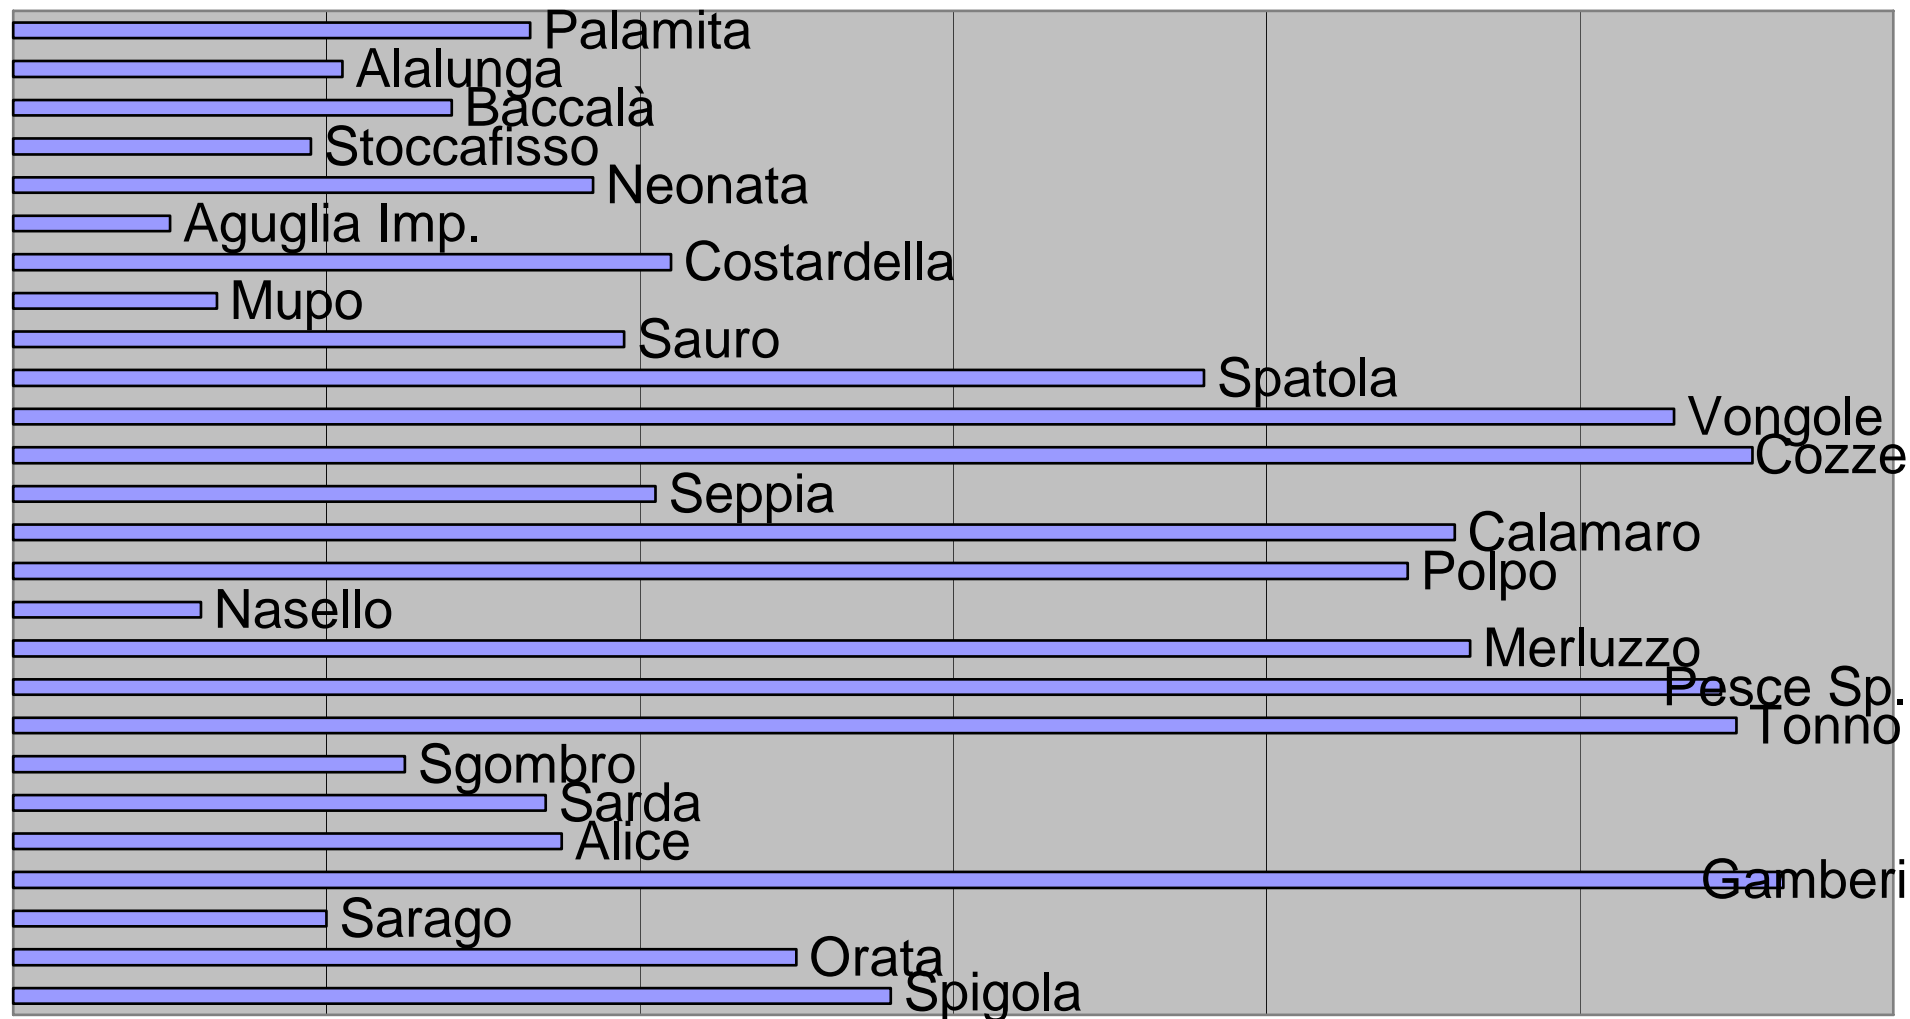 Palamita
Alalunga
Baccalà
Stoccafisso
Neonata
Aguglia Imp.
Costardella
Mupo
Sauro
Spatola
Vongole
Cozze
Seppia
Calamaro
Polpo
Nasello
Merluzzo
Pesce Sp.
Tonno
Sgombro
Sarda
Alice
Gamberi
Sarago
Orata
Spigola